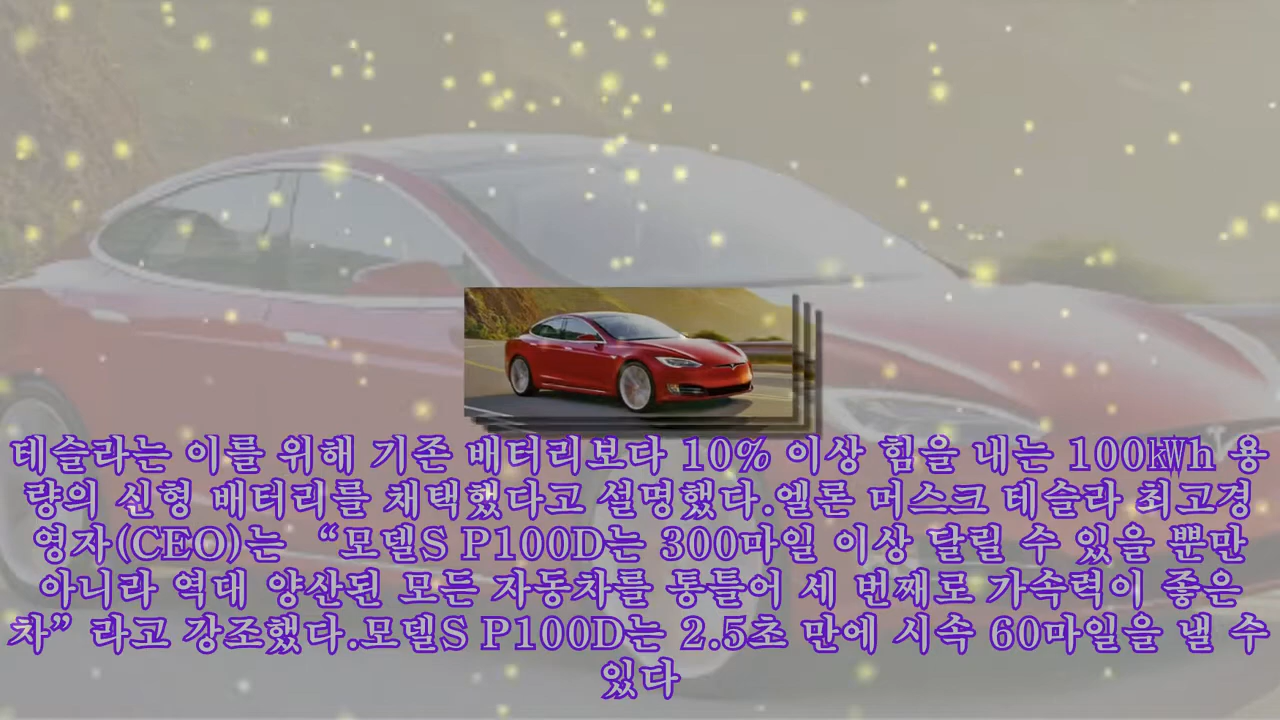 테슬라는 이를 위해 기존 배터리보다 10% 이상 힘을 내는 100㎾h 용
량의 신형 배터리를 채택했다고 설명했다.엘론 머스크 테슬라 최고경
영자(CEO)는 “모델S P100D는 300마일 이상 달릴 수 있을 뿐만
아니라 역대 양산된 모든 자동차를 통틀어 세 번째로 가속력이 좋은
차”라고 강조했다.모델S P100D는 2.5초 만에 시속 60마일을 낼 수
있다